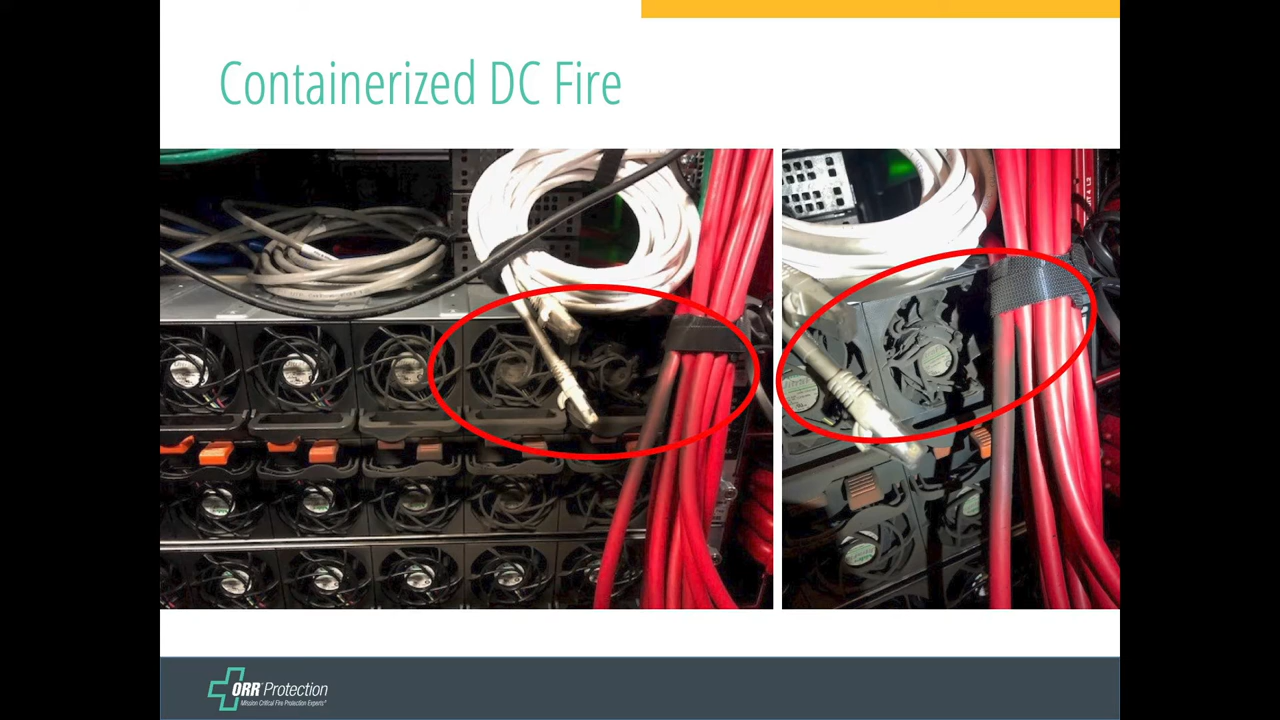 Containerized DC Fire
ORR Protection
Mission Critical Fire Protection Experts